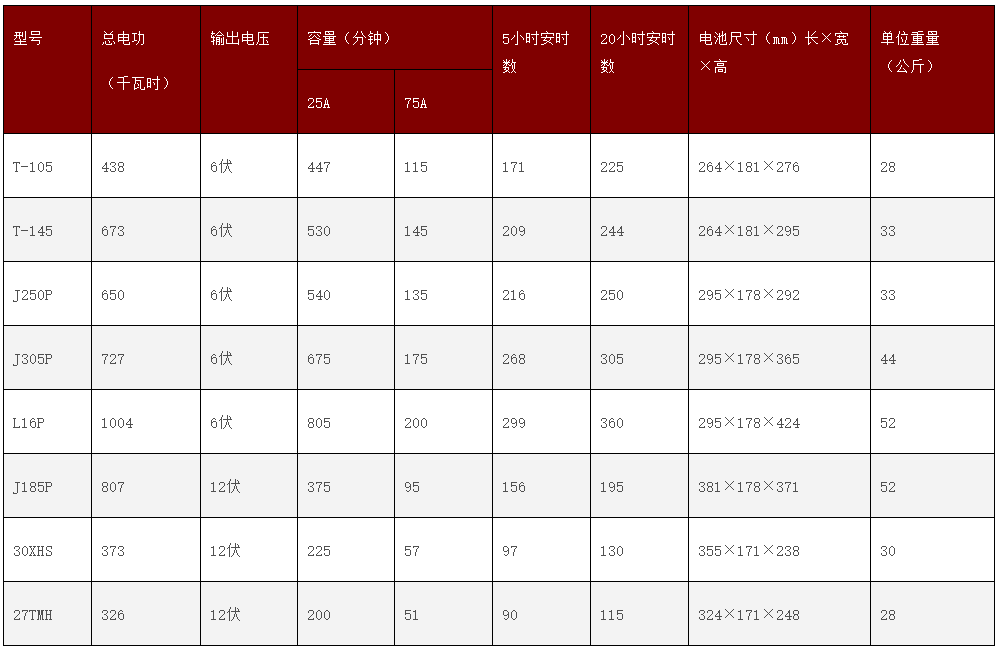 型号 总电功 输出电压 容量（分钟） 5小时安时 20小时安时 电池尺寸（mm）长×宽 单位重量
（千瓦时） 数 数 ×高 （公斤）
25A 75A
T-105 438 6伏 447 115 171 225 264×181×276 28
T-145 673 6伏 530 145 209 244 264×181×295 33
J250P 650 6伏 540 135 216 250 295×178×292 33
J305P 727 6伏 675 175 268 305 295×178×365 44
L16P 1004 6伏 805 200 299 360 295×178×424 52
J185P 807 12伏 375 95 156 195 381×178×371 52
30XHS 373 12伏 225 57 97 130 355×171×238 30
27TMH 326 12伏 200 51 90 115 324×171×248 28